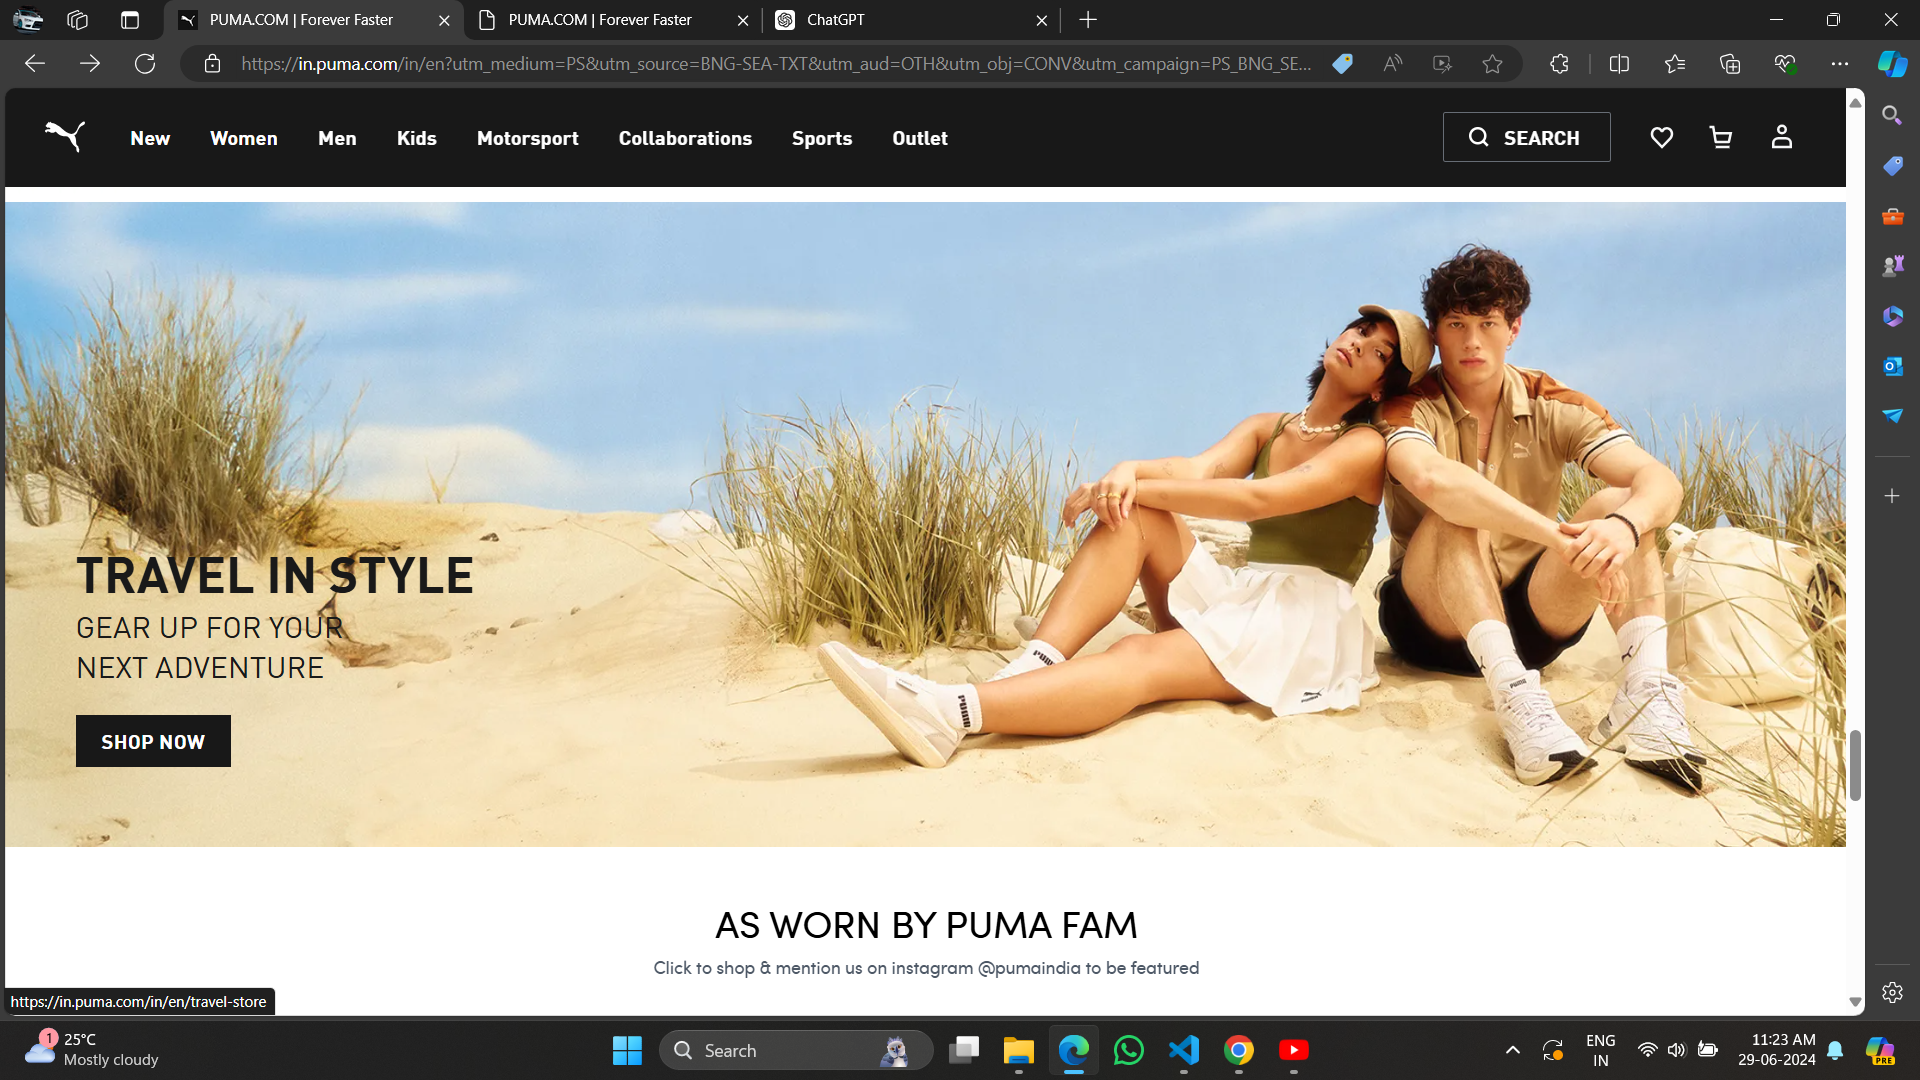 PUMA.COM | Forever Faster
PUMA.COM | Forever Faster
ChatGPT
https://in.puma.com/in/en?utm_medium=PS&utm_source=BNG-SEA-TXT&utm_aud=OTH&utm_obj=CONV&utm_campaign=PS_BNG_SE...
New Women Men Kids Motorsport Collaborations Sports Outlet
SEARCH
TRAVEL IN STYLE
GEAR UP FOR YOUR
NEXT ADVENTURE
SHOP NOW
PUMA
PUMA
AS WORN BY PUMA FAM
Click to shop & mention us on instagram @pumaindia to be featured
https://in.puma.com/in/en/travel-store
1
25°C
Mostly cloudy
Search
ENG
IN
11:23 AM
29-06-2024
PRE